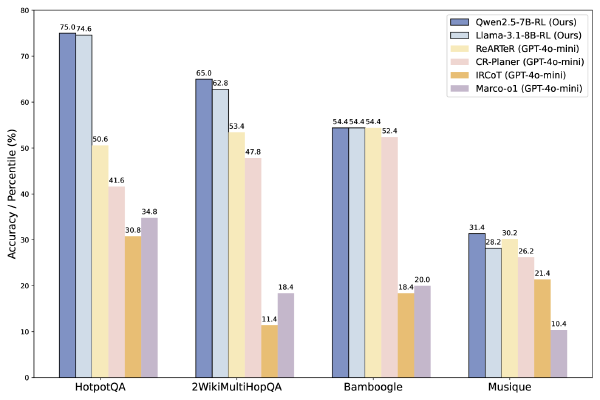 80
70
60
50
40
30
20
10
0
Accuracy / Percentile (%)
Qwen2.5-7B-RL (Ours)
Llama-3.1-8B-RL (Ours)
ReARTeR (GPT-4o-mini)
CR-Planer (GPT-4o-mini)
IRCoT (GPT-4o-mini)
Marco-o1 (GPT-4o-mini)
75.0 74.6 50.6 41.6 30.8 34.8
65.0 62.8 53.4 47.8 11.4 18.4
54.4 54.4 54.4 52.4 18.4 20.0
31.4 28.2 30.2 26.2 21.4 10.4
HotpotQA 2WikiMultiHopQA Bamboogle Musique